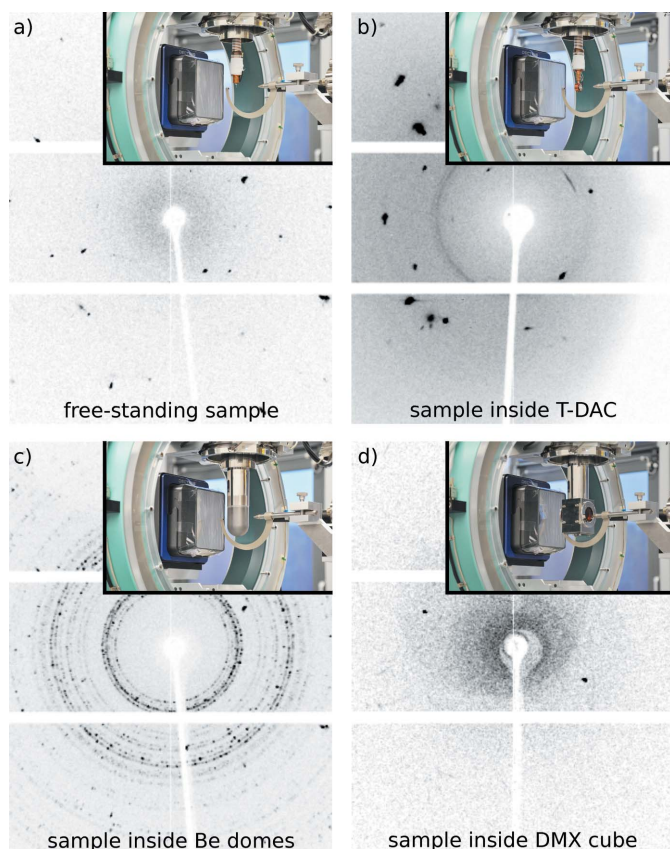 a)
free-standing sample
b)
sample inside T-DAC
c)
sample inside Be domes
d)
sample inside DMX cube